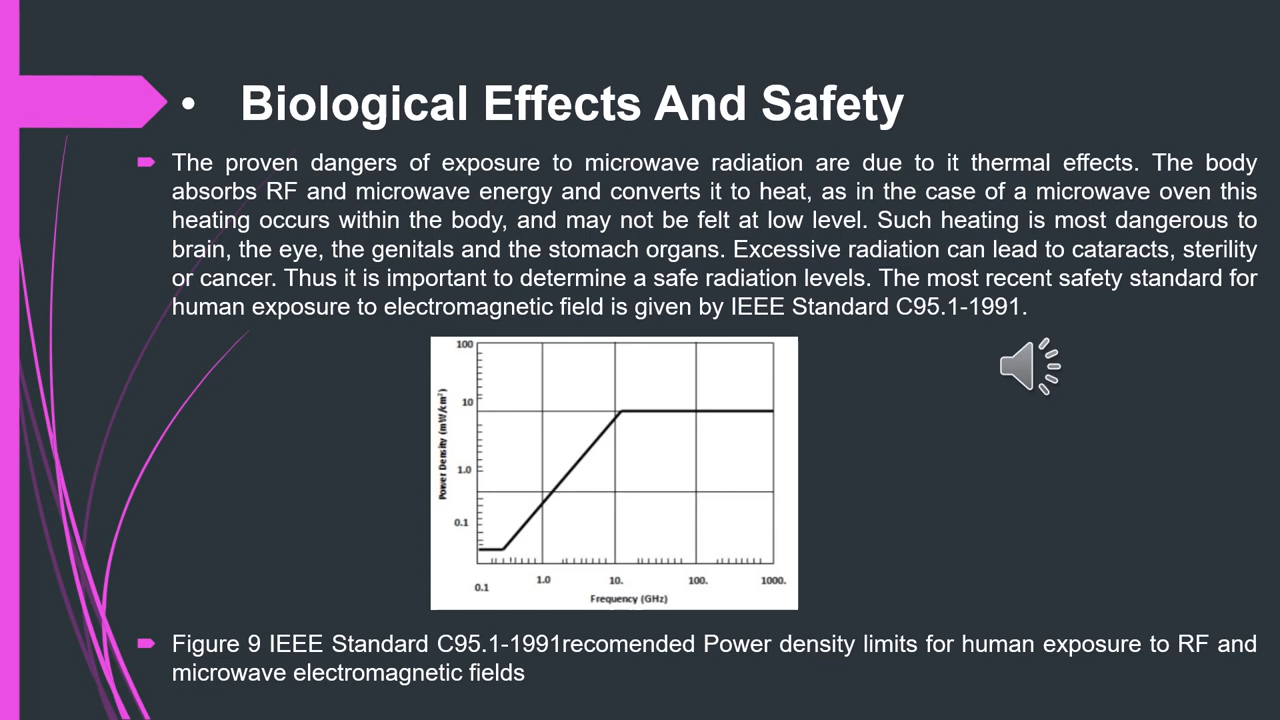 • Biological Effects And Safety
The proven dangers of exposure to microwave radiation are due to it thermal effects. The body
absorbs RF and microwave energy and converts it to heat, as in the case of a microwave oven this
heating occurs within the body, and may not be felt at low level. Such heating is most dangerous to
brain, the eye, the genitals and the stomach organs. Excessive radiation can lead to cataracts, sterility
or cancer. Thus it is important to determine a safe radiation levels. The most recent safety standard for
human exposure to electromagnetic field is given by IEEE Standard C95.1-1991.
100
10
1.0
0.1
Power Density (mW/cm²)
0.1
1.0
10.
100.
1000.
Frequency (GHz)
Figure 9 IEEE Standard C95.1-1991recomended Power density limits for human exposure to RF and
microwave electromagnetic fields